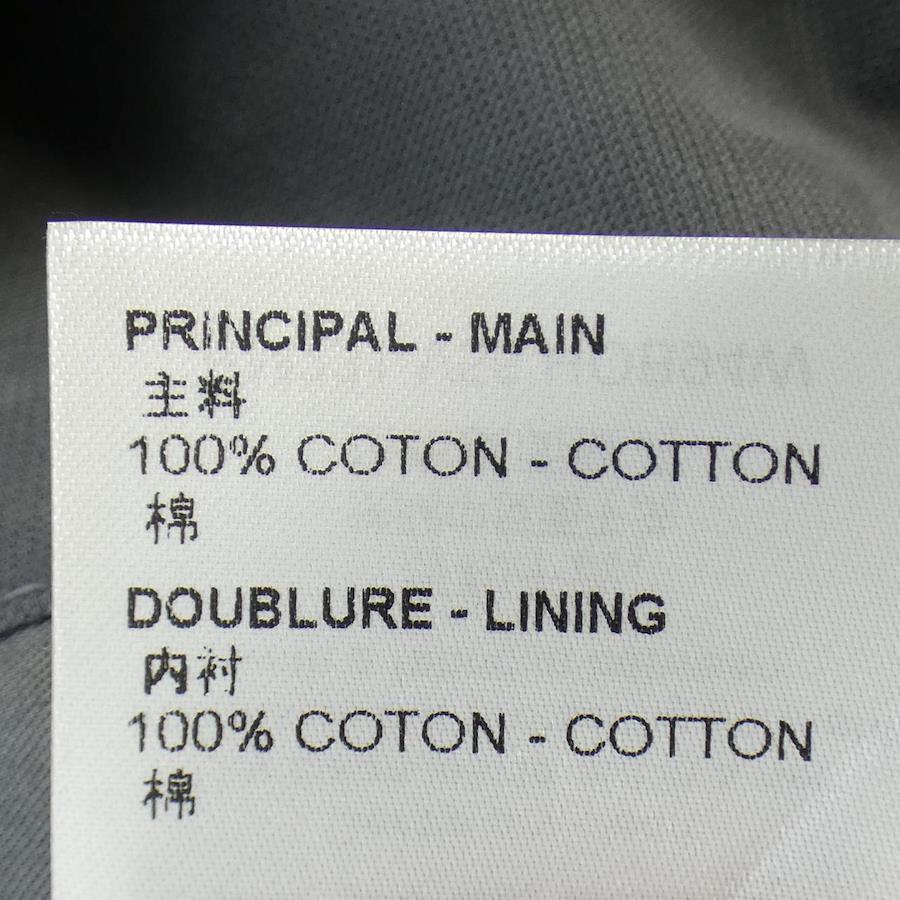 PRINCIPAL - MAIN
主料
100% COTON - COTTON
棉
DOUBLURE - LINING
内衬
100% COTON - COTTON
棉